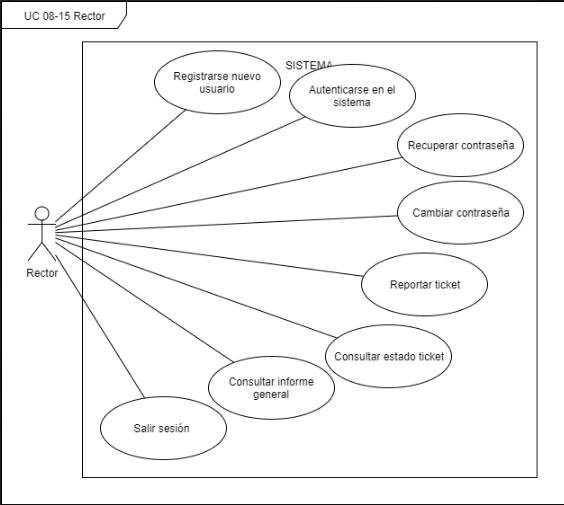 UC 08-15 Rector
SISTEMA
Registrarse nuevo
usuario
Autenticarse en el
sistema
Recuperar contraseña
Cambiar contraseña
Rector
Reportar ticket
Consultar estado ticket
Consultar informe
general
Salir sesión